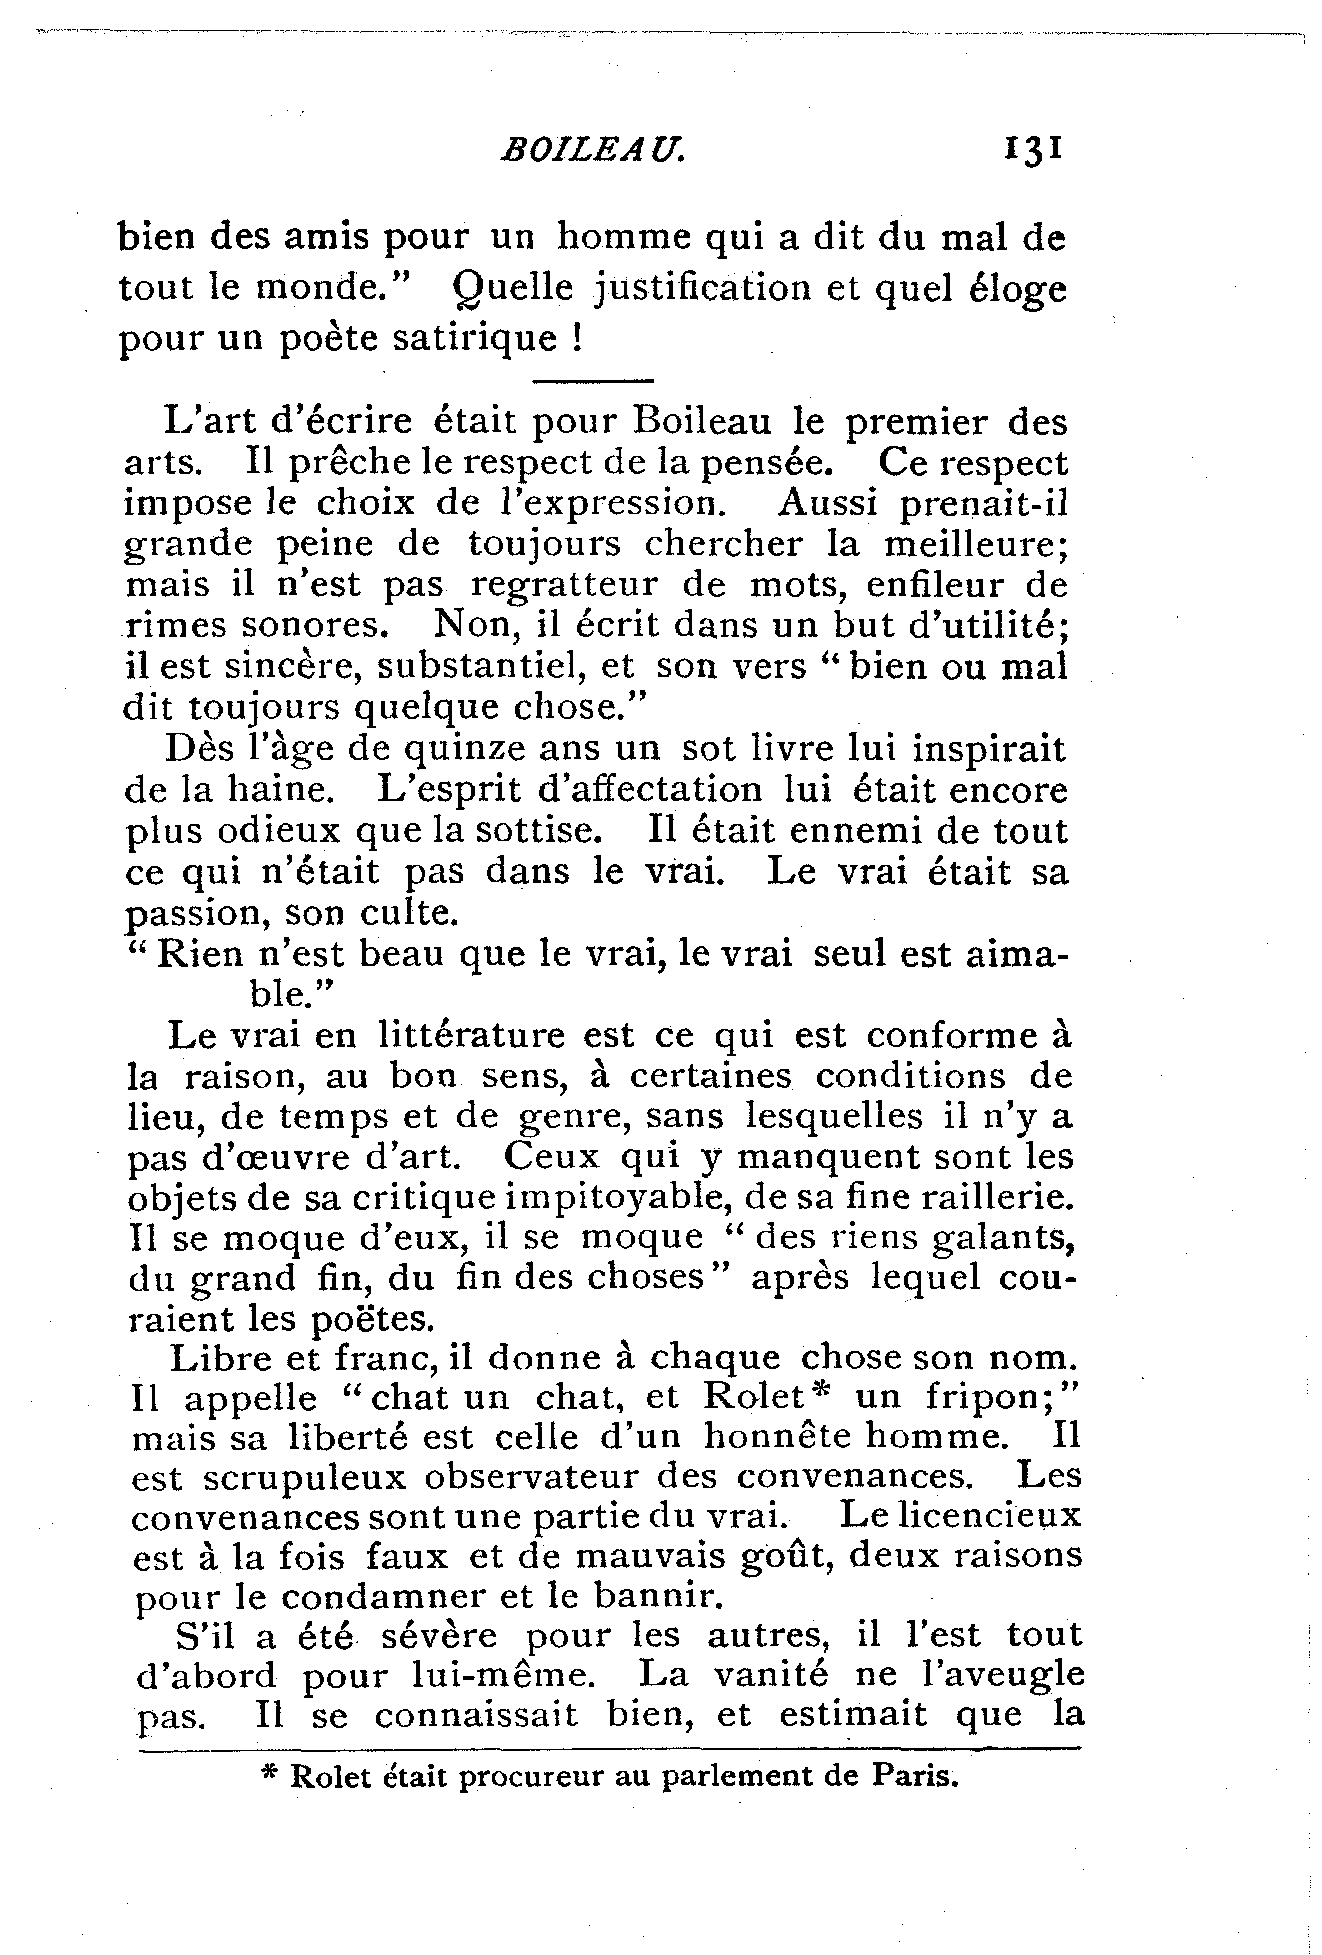 BOILEAU. 131
bien des amis pour un homme qui a dit du mal de
tout le monde.” Quelle justification et quel éloge
pour un poète satirique !
L’art d’écrire était pour Boileau le premier des
arts. Il prêche le respect de la pensée. Ce respect
impose le choix de l’expression. Aussi prenait-il
grande peine de toujours chercher la meilleure;
mais il n’est pas regratteur de mots, enfileur de
rimes sonores. Non, il écrit dans un but d’utilité;
il est sincère, substantiel, et son vers “ bien ou mal
dit toujours quelque chose.”
Dès l’àge de quinze ans un sot livre lui inspirait
de la haine. L’esprit d’affectation lui était encore
plus odieux que la sottise. Il était ennemi de tout
ce qui n’était pas dans le vrai. Le vrai était sa
passion, son culte.
“ Rien n’est beau que le vrai, le vrai seul est aima-
ble.”
Le vrai en littérature est ce qui est conforme à
la raison, au bon sens, à certaines conditions de
lieu, de temps et de genre, sans lesquelles il n’y a
pas d’œuvre d’art. Ceux qui y manquent sont les
objets de sa critique impitoyable, de sa fine raillerie.
Il se moque d’eux, il se moque “ des riens galants,
du grand fin, du fin des choses” après lequel cou-
raient les poëtes.
Libre et franc, il donne à chaque chose son nom.
Il appelle “ chat un chat, et Rolet* un fripon;”
mais sa liberté est celle d’un honnête homme. Il
est scrupuleux observateur des convenances. Les
convenances sont une partie du vrai. Le licencieux
est à la fois faux et de mauvais goût, deux raisons
pour le condamner et le bannir.
S’il a été sévère pour les autres, il l’est tout
d’abord pour lui-même. La vanité ne l’aveugle
pas. Il se connaissait bien, et estimait que la
* Rolet était procureur au parlement de Paris.